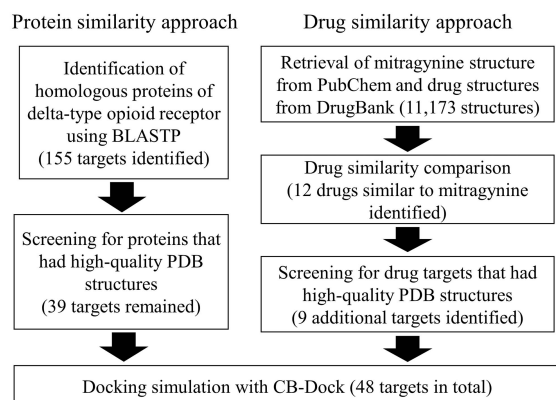 Protein similarity approach
Identification of
homologous proteins of
delta-type opioid receptor
using BLASTP
(155 targets identified)
Screening for proteins that
had high-quality PDB
structures
(39 targets remained)
Drug similarity approach
Retrieval of mitragynine structure
from PubChem and drug structures
from DrugBank (11,173 structures)
Drug similarity comparison
(12 drugs similar to mitragynine
identified)
Screening for drug targets that had
high-quality PDB structures
(9 additional targets identified)
Docking simulation with CB-Dock (48 targets in total)